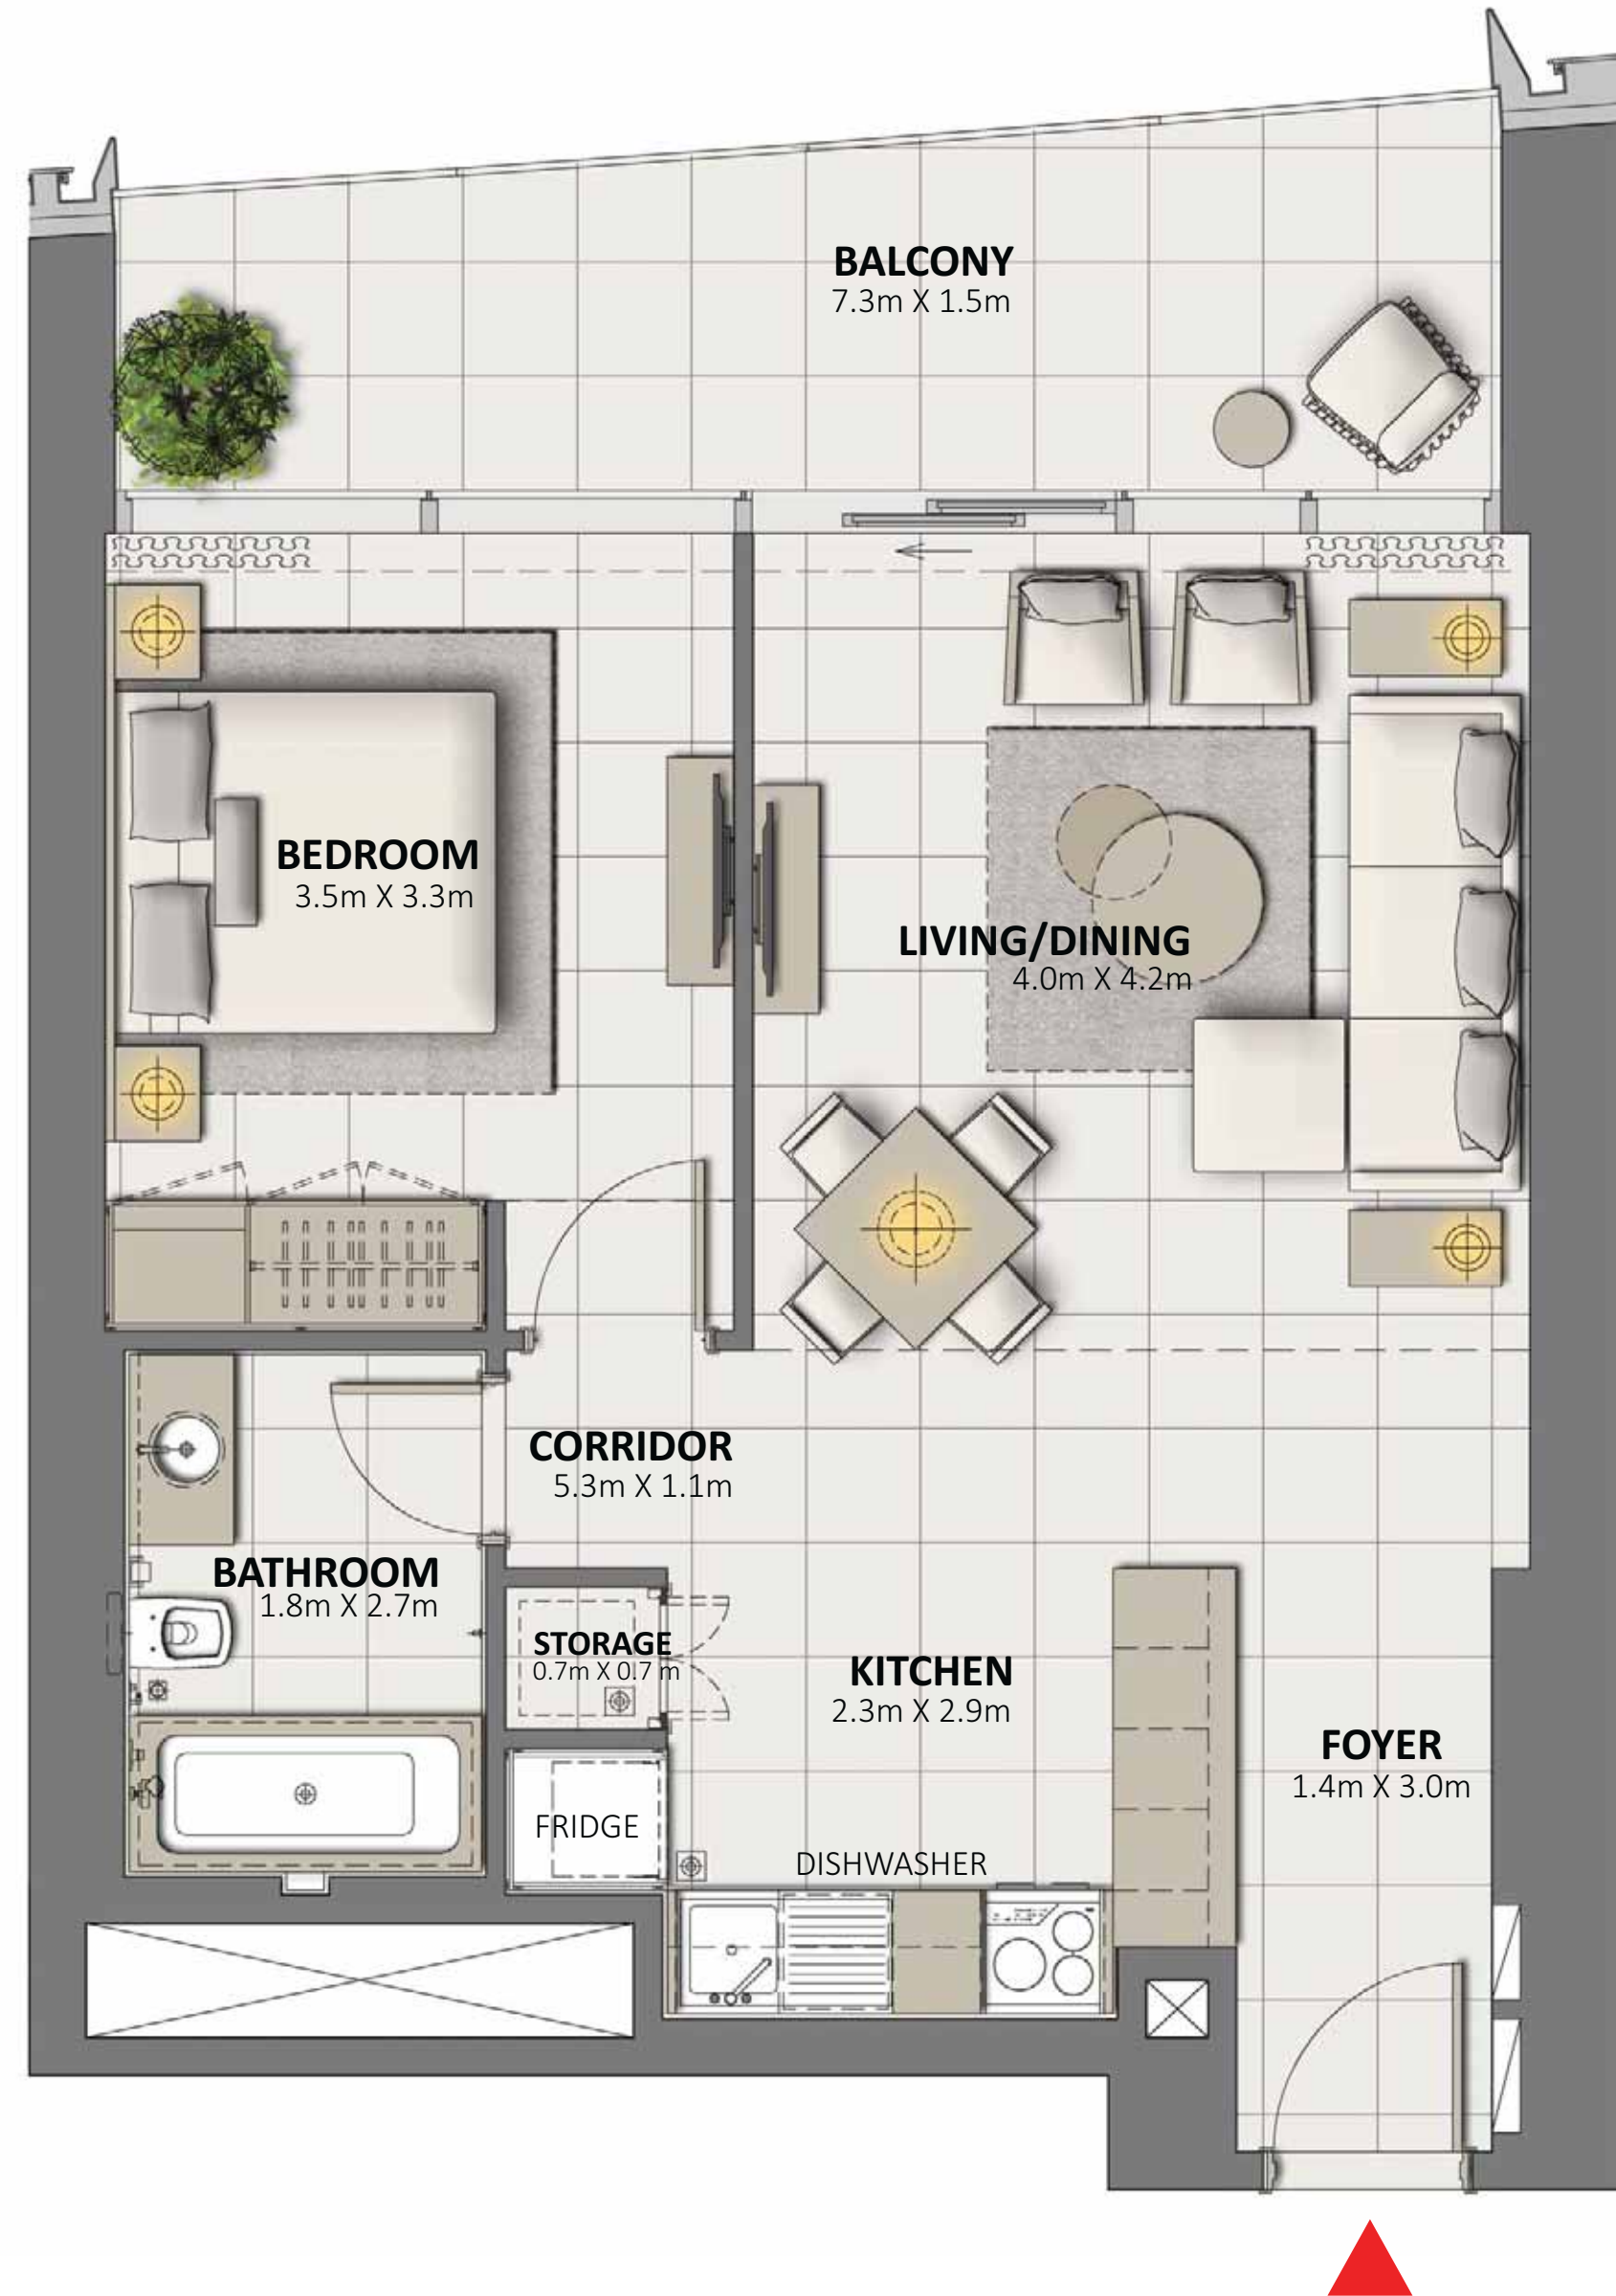 BALCONY
7.3m X 1.5m
BEDROOM
3.5m X 3.3m
LIVING/DINING
4.0m X 4.2m
CORRIDOR
5.3m X 1.1m
BATHROOM
1.8m X 2.7m
STORAGE
0.7m X 0.7 m
KITCHEN
2.3m X 2.9m
FOYER
1.4m X 3.0m
FRIDGE
DISHWASHER